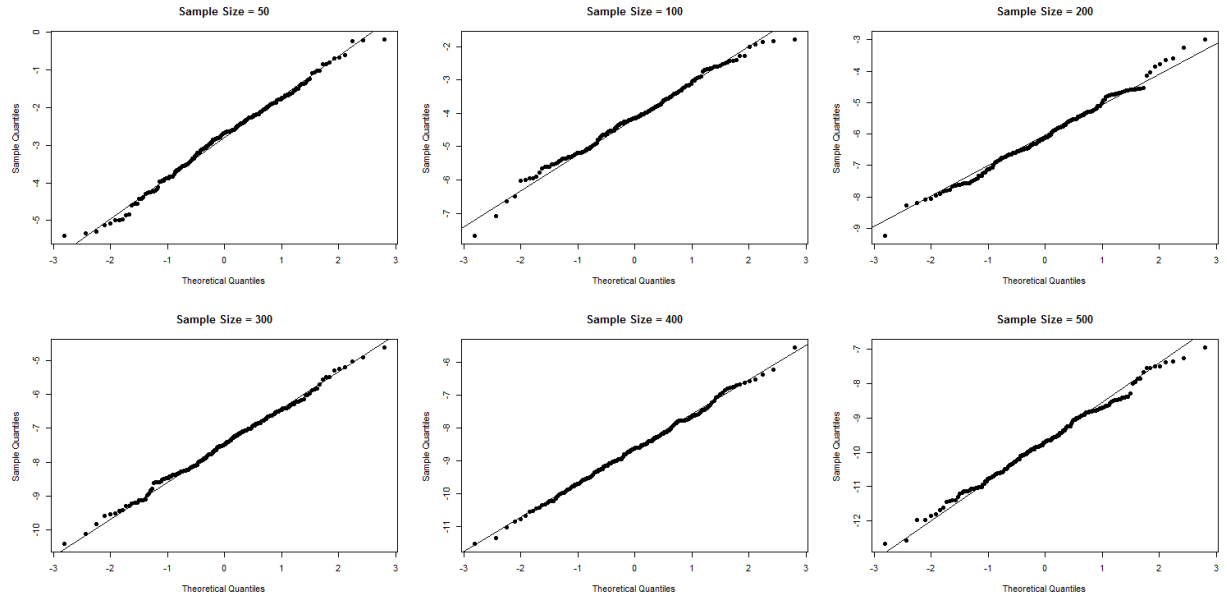 Sample Size = 50
Sample Quantiles
0
-1
-2
-3
-4
-5
-3 -2 -1 0 1 2 3
Theoretical Quantiles
Sample Size = 100
Sample Quantiles
-2
-3
-4
-5
-6
-7
-3 -2 -1 0 1 2 3
Theoretical Quantiles
Sample Size = 200
Sample Quantiles
-3
-4
-5
-6
-7
-8
-9
-3 -2 -1 0 1 2 3
Theoretical Quantiles
Sample Size = 300
Sample Quantiles
-5
-6
-7
-8
-9
-10
-3 -2 -1 0 1 2 3
Theoretical Quantiles
Sample Size = 400
Sample Quantiles
-6
-7
-8
-9
-10
-11
-3 -2 -1 0 1 2 3
Theoretical Quantiles
Sample Size = 500
Sample Quantiles
-7
-8
-9
-10
-11
-12
-3 -2 -1 0 1 2 3
Theoretical Quantiles